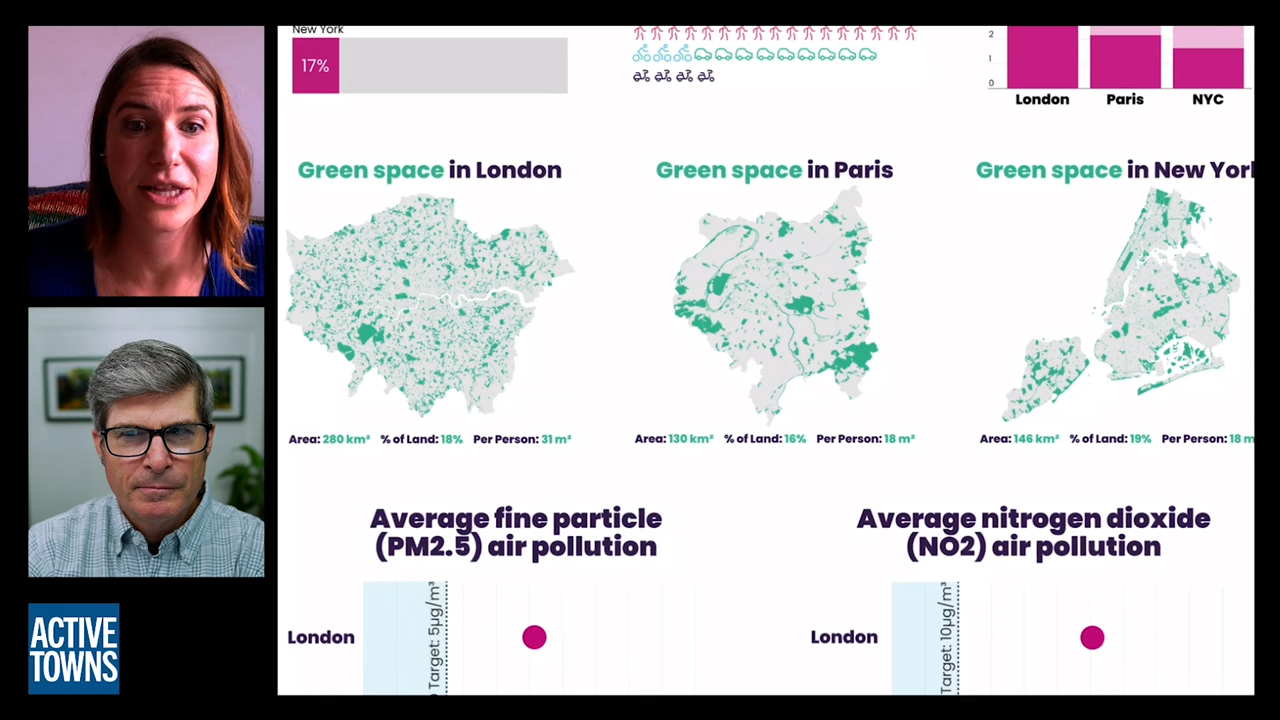 New York
17%
2
1
0
London
Paris
NYC
Green space in London
Green space in Paris
Green space in New York
Area: 280 km² % of Land: 18% Per Person: 31 m²
Area: 130 km² % of Land: 16% Per Person: 18 m²
Area: 146 km² % of Land: 19% Per Person: 18 m
Average fine particle
(PM2.5) air pollution
Average nitrogen dioxide
(NO2) air pollution
London
Target: 5µg/m³
London
Target: 10µg/m³
ACTIVE
TOWNS